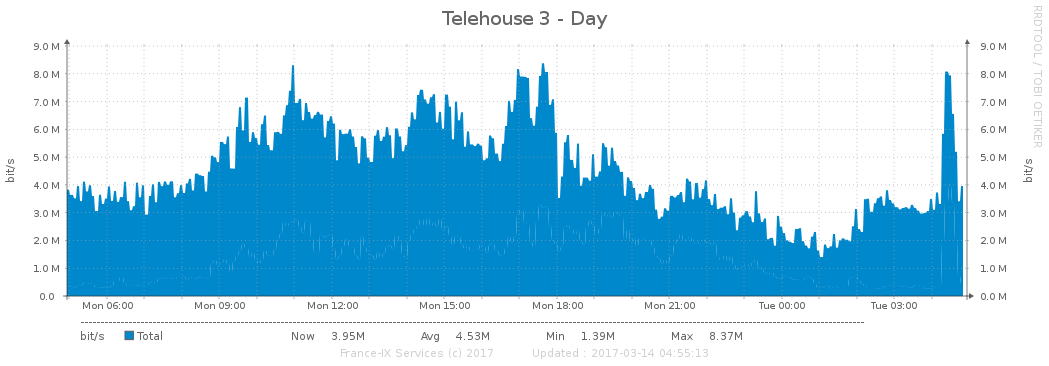 Telehouse 3 - Day
RRDTOOL / TOBI OETIKER
9.0 M 9.0 M
8.0 M 8.0 M
7.0 M 7.0 M
6.0 M 6.0 M
5.0 M 5.0 M
4.0 M 4.0 M
3.0 M 3.0 M
2.0 M 2.0 M
1.0 M 1.0 M
0.0 0.0 M
bit/s bit/s
Mon 06:00 Mon 09:00 Mon 12:00 Mon 15:00 Mon 18:00 Mon 21:00 Tue 00:00 Tue 03:00
bit/s Total Now 3.95M Avg 4.53M Min 1.39M Max 8.37M
France-IX Services (c) 2017 Updated : 2017-03-14 04:55:13